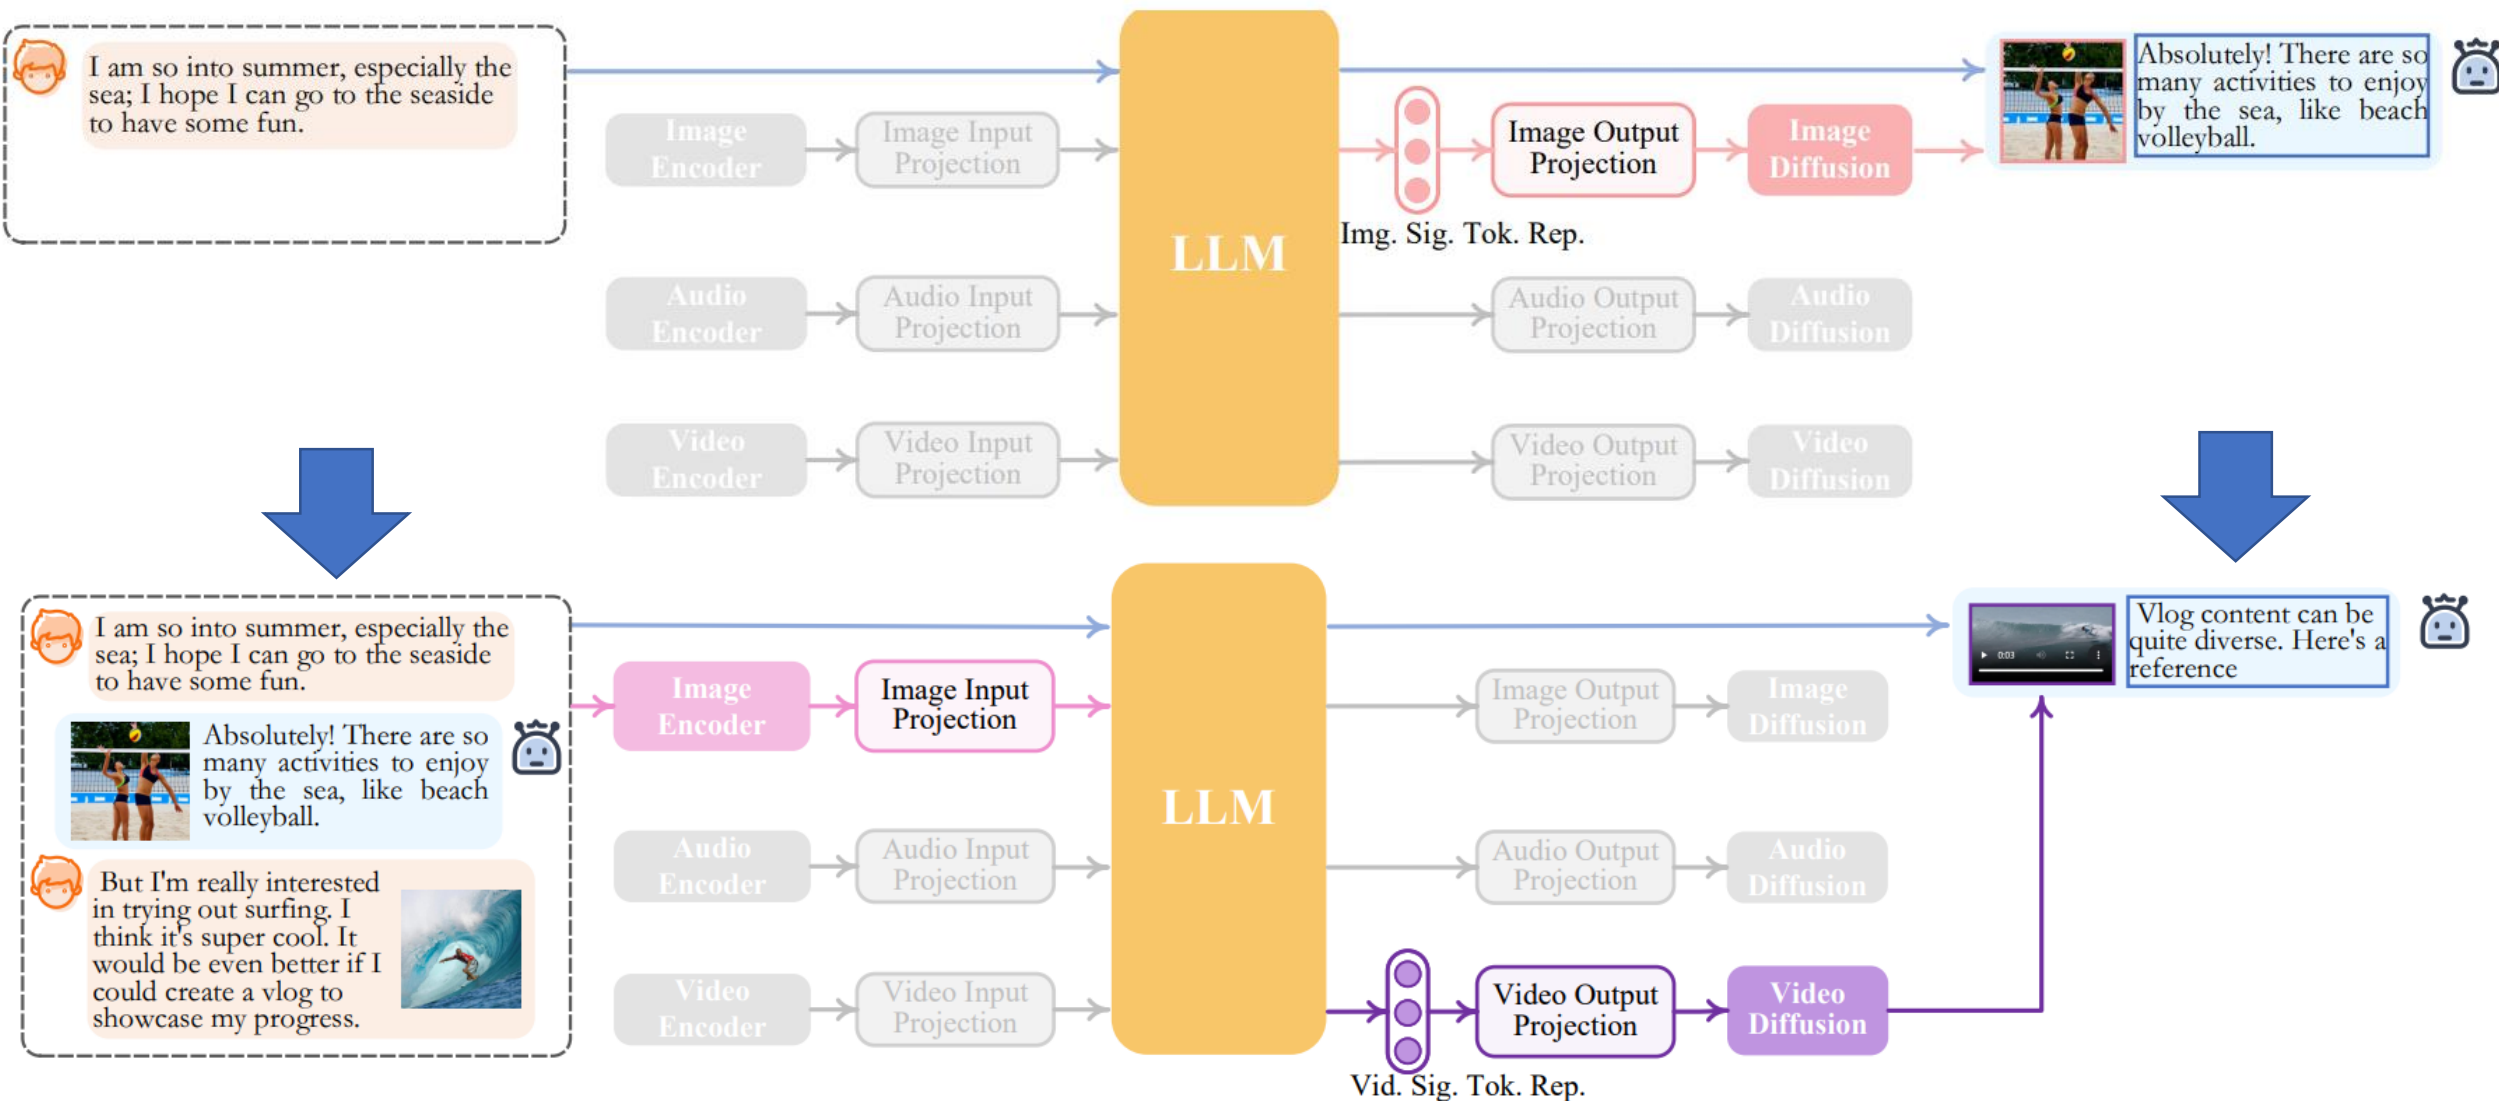 I am so into summer, especially the
sea; I hope I can go to the seaside
to have some fun.
Image
Encoder
Image Input
Projection
Audio
Encoder
Audio Input
Projection
Video
Encoder
Video Input
Projection
LLM
Img. Sig. Tok. Rep.
Image Output
Projection
Image
Diffusion
Audio Output
Projection
Audio
Diffusion
Video Output
Projection
Video
Diffusion
Absolutely! There are so
many activities to enjoy
by the sea, like beach
volleyball.
I am so into summer, especially the
sea; I hope I can go to the seaside
to have some fun.
Absolutely! There are so
many activities to enjoy
by the sea, like beach
volleyball.
But I'm really interested
in trying out surfing. I
think it's super cool. It
would be even better if I
could create a vlog to
showcase my progress.
Image
Encoder
Image Input
Projection
Audio
Encoder
Audio Input
Projection
Video
Encoder
Video Input
Projection
LLM
Image Output
Projection
Image
Diffusion
Audio Output
Projection
Audio
Diffusion
Vid. Sig. Tok. Rep.
Video Output
Projection
Video
Diffusion
0:03
Vlog content can be
quite diverse. Here's a
reference